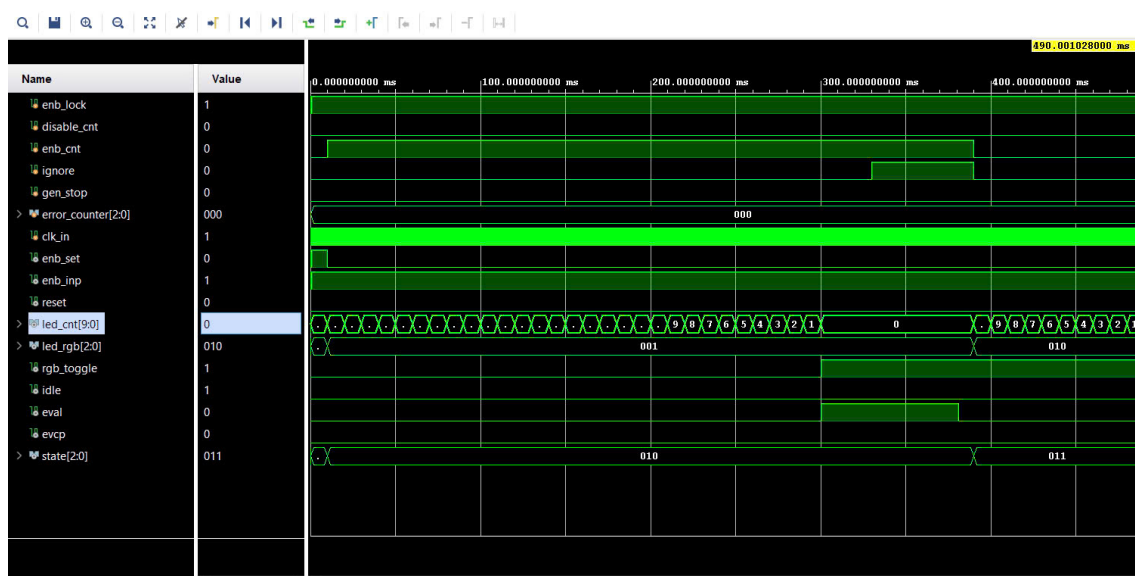 490.001028000 ms
Name Value
0.000000000 ms 100.000000000 ms 200.000000000 ms 300.000000000 ms 400.000000000 ms
enb_lock 1
disable_cnt 0
enb_cnt 0
ignore 0
gen_stop 0
error_counter[2:0] 000 000
clk_in 1
enb_set 0
enb_inp 1
reset 0
led_cnt[9:0] 0 . . . . . . . . . . . . . . . . . . . . . 9 8 7 6 5 4 3 2 1 0 . 9 8 7 6 5 4 3 2 1
led_rgb[2:0] 010 . 001 010
rgb_toggle 1
idle 1
eval 0
evcp 0
state[2:0] 011 . 010 011